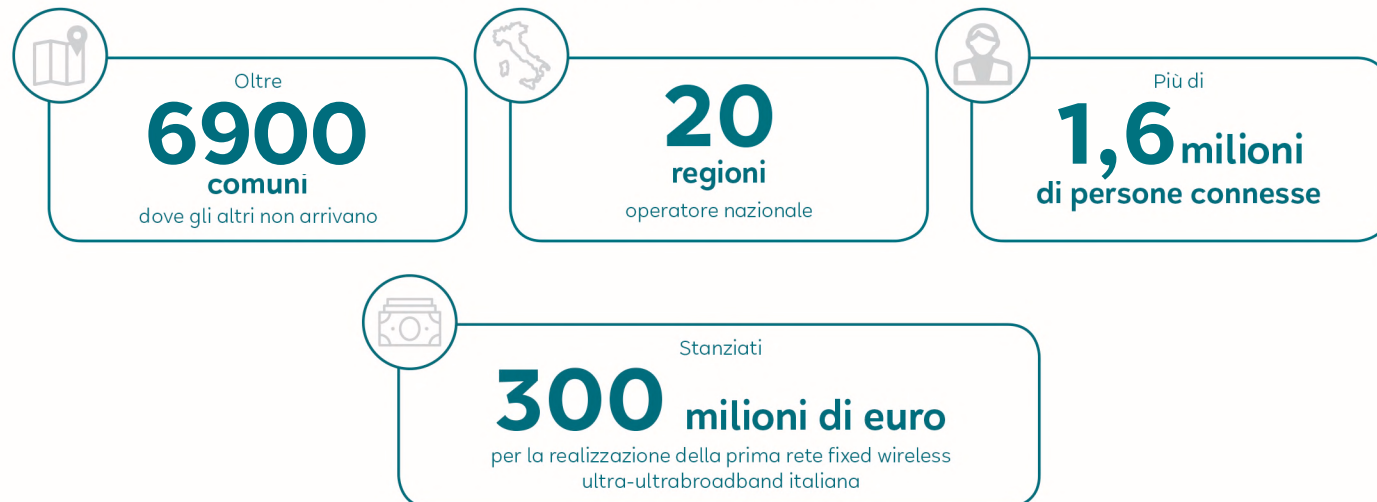 Oltre
6900
comuni
dove gli altri non arrivano
20
regioni
operatore nazionale
Più di
1,6 milioni
di persone connesse
Stanziati
300 milioni di euro
per la realizzazione della prima rete fixed wireless
ultra-ultrabroadband italiana